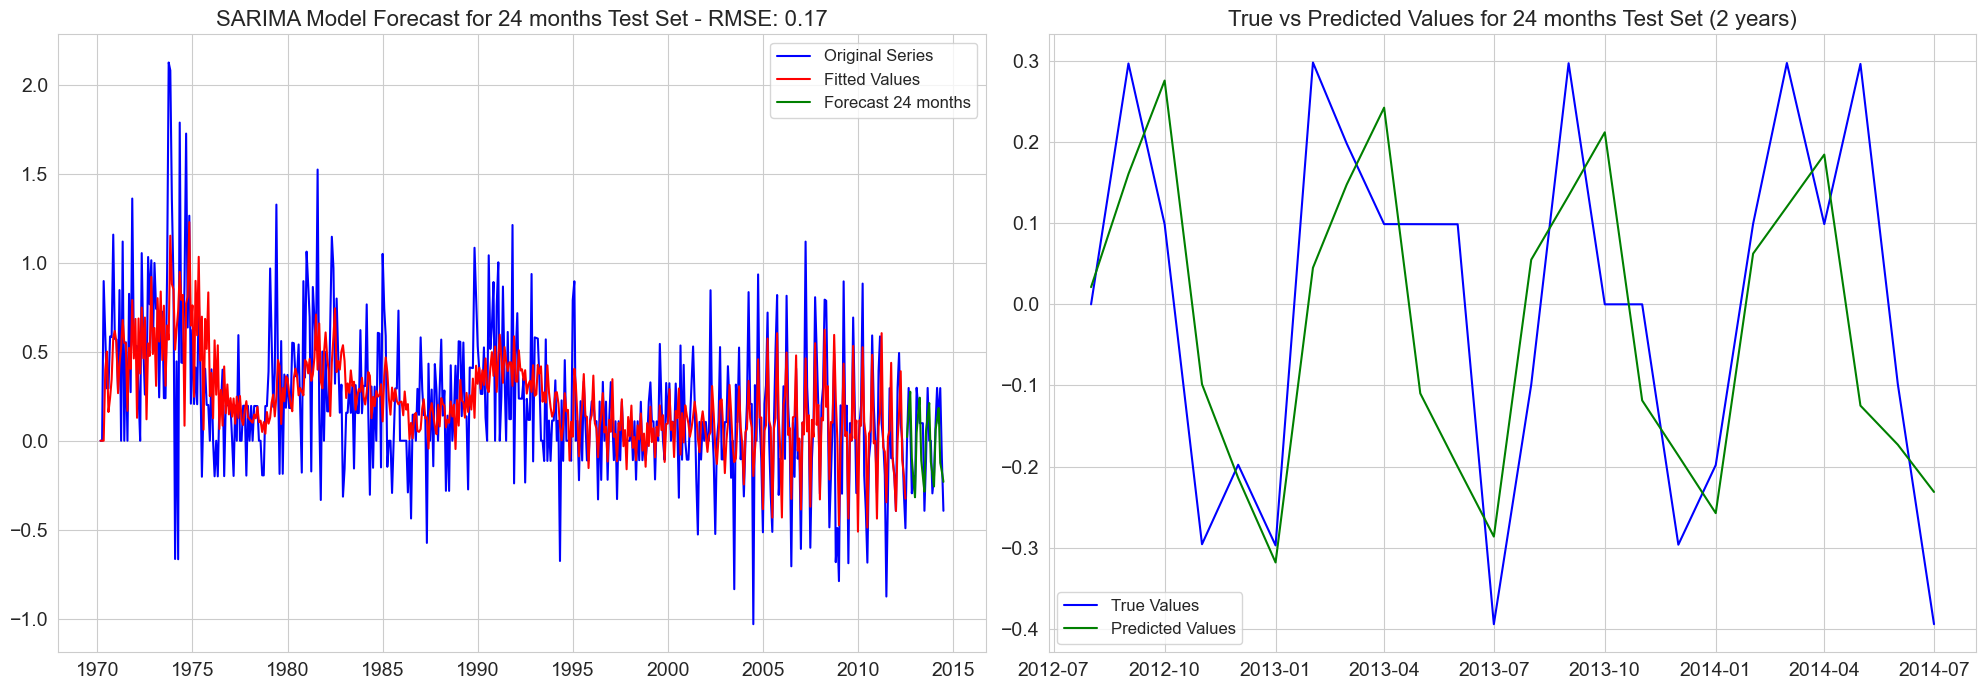 SARIMA Model Forecast for 24 months Test Set - RMSE: 0.17
Original Series
Fitted Values
Forecast 24 months
2.0
1.5
1.0
0.5
0.0
−0.5
−1.0
1970 1975 1980 1985 1990 1995 2000 2005 2010 2015
True vs Predicted Values for 24 months Test Set (2 years)
0.3
0.2
0.1
0.0
−0.1
−0.2
−0.3
−0.4
True Values
Predicted Values
2012-07 2012-10 2013-01 2013-04 2013-07 2013-10 2014-01 2014-04 2014-07